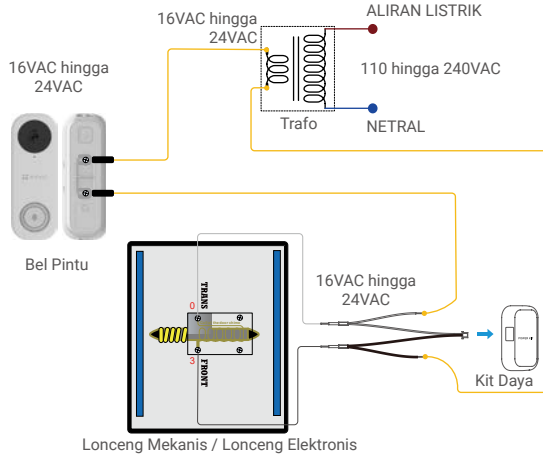 16VAC hingga
24VAC
ALIRAN LISTRIK
110 hingga 240VAC
NETRAL
Trafo
16VAC hingga
24VAC
Bel Pintu
0
TRANS
3
FRONT
16VAC hingga
24VAC
Kit Daya
Lonceng Mekanis / Lonceng Elektronis